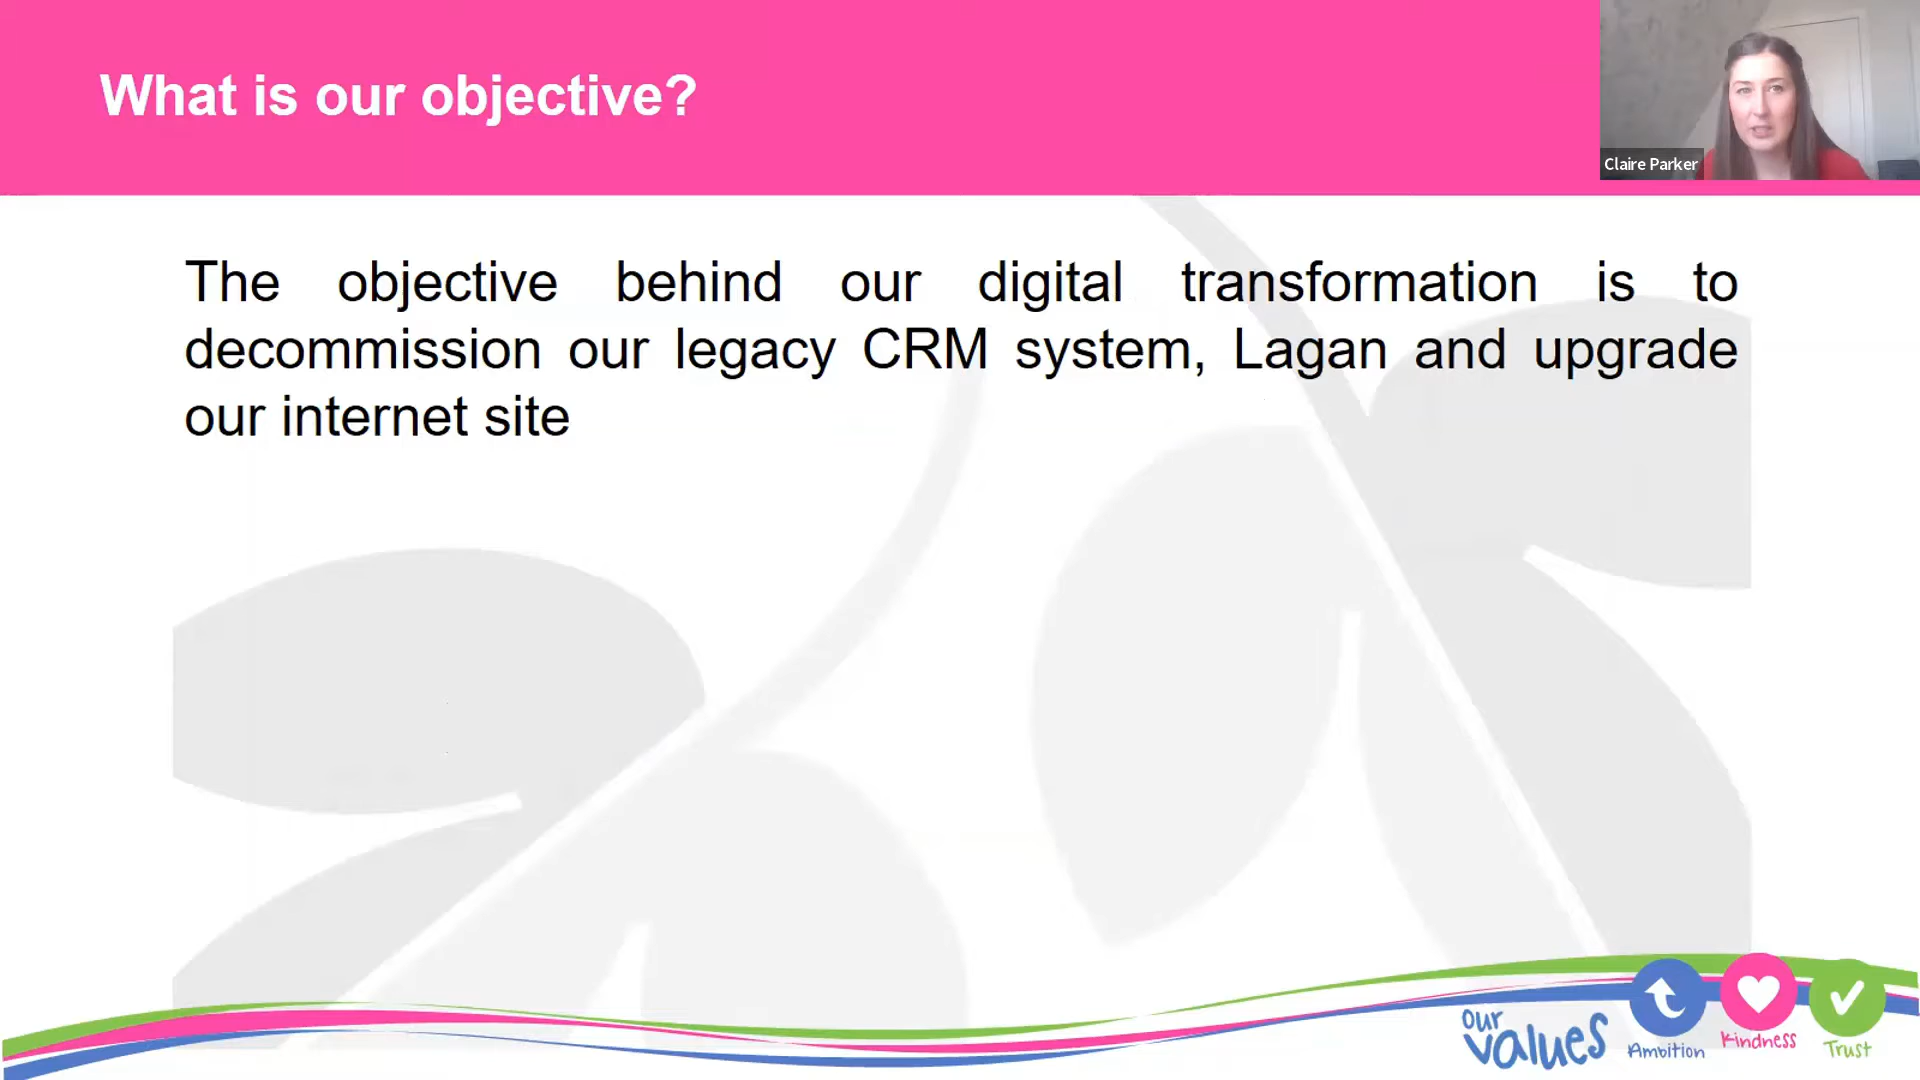 What is our objective?
Claire Parker
The objective behind our digital transformation is to
decommission our legacy CRM system, Lagan and upgrade
our internet site
our
values
Ambition
Kindness
Trust